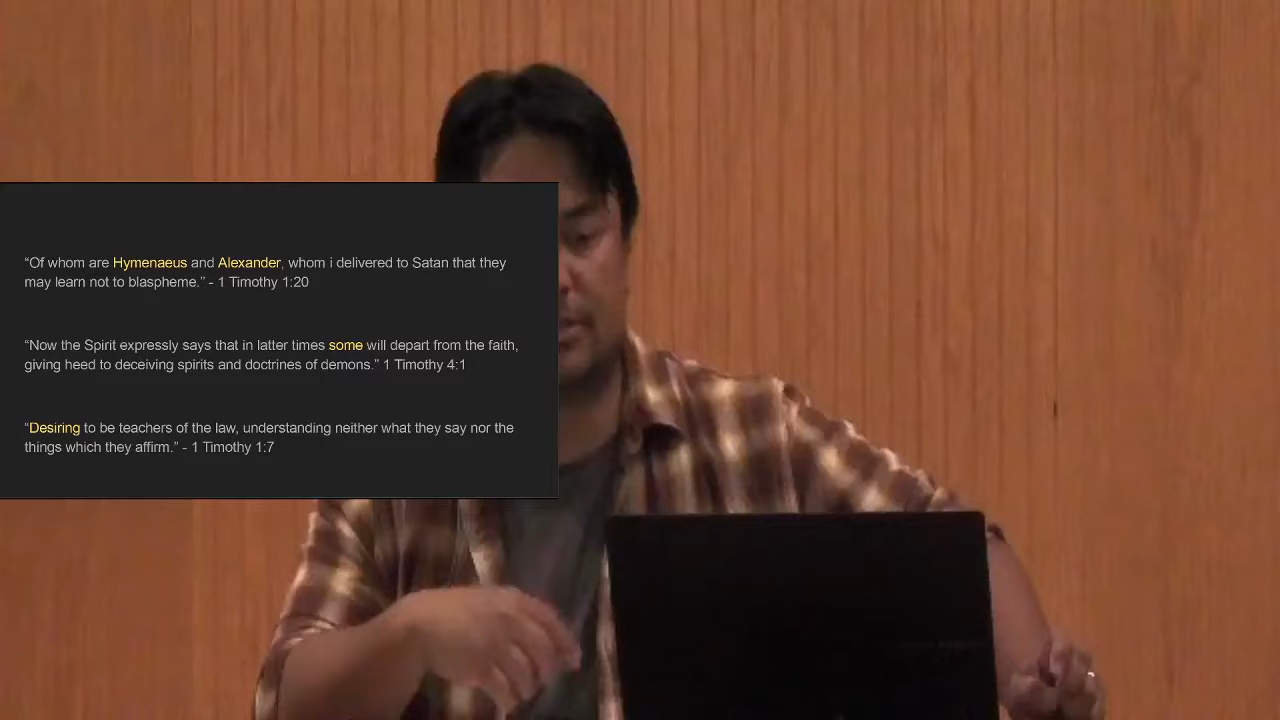 “Of whom are Hymenaeus and Alexander, whom i delivered to Satan that they
may learn not to blaspheme.” - 1 Timothy 1:20
“Now the Spirit expressly says that in latter times some will depart from the faith,
giving heed to deceiving spirits and doctrines of demons.” 1 Timothy 4:1
“Desiring to be teachers of the law, understanding neither what they say nor the
things which they affirm.” - 1 Timothy 1:7